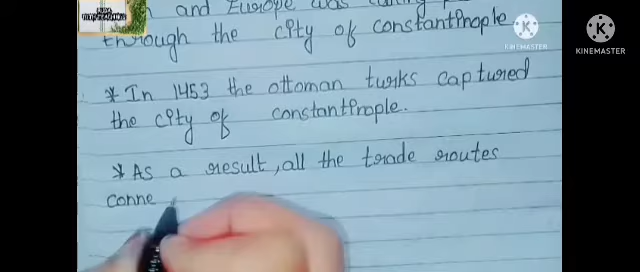 and Europe was
through the city of constantinople
* In 1453 the ottoman turks captured
the city of constantinople.
* As a result, all the trade routes
conne
KINEMASTER
KINEMASTER